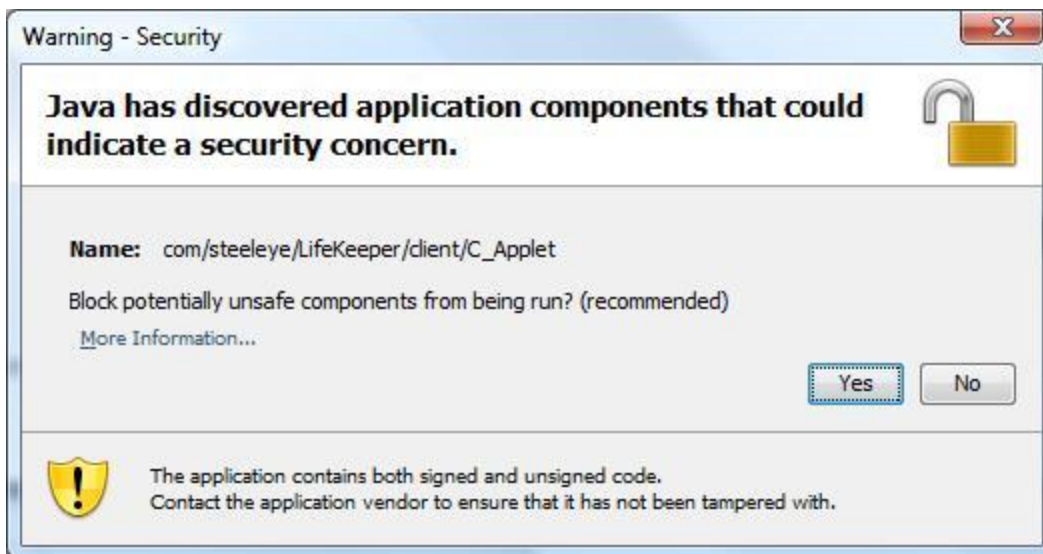 Warning - Security
Java has discovered application components that could
indicate a security concern.
Name: com/steeleye/LifeKeeper/client/C_Applet
Block potentially unsafe components from being run? (recommended)
More Information...
Yes No
The application contains both signed and unsigned code.
Contact the application vendor to ensure that it has not been tampered with.